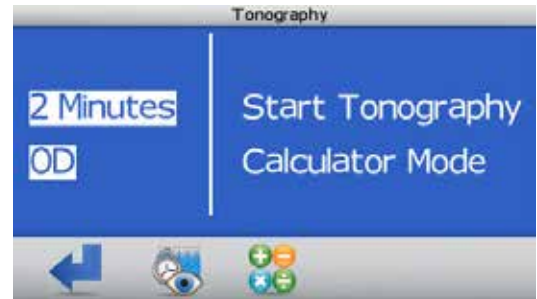 Tonography
2 Minutes
OD
Start Tonography
Calculator Mode